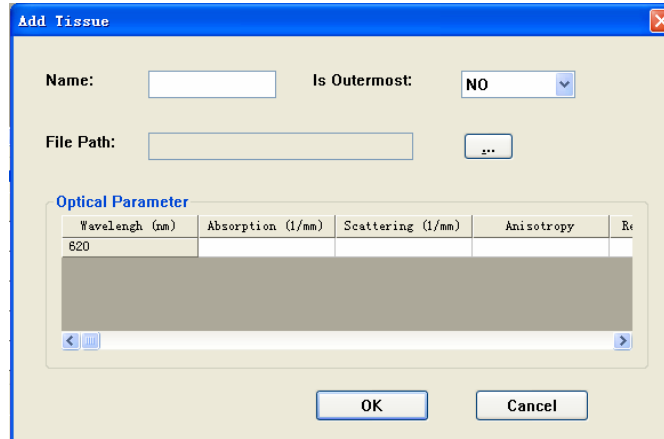 Add Tissue
Name: Is Outermost: NO
File Path: ...
Optical Parameter
Wavelengh (nm) Absorption (1/mm) Scattering (1/mm) Anisotropy Re
620
OK Cancel